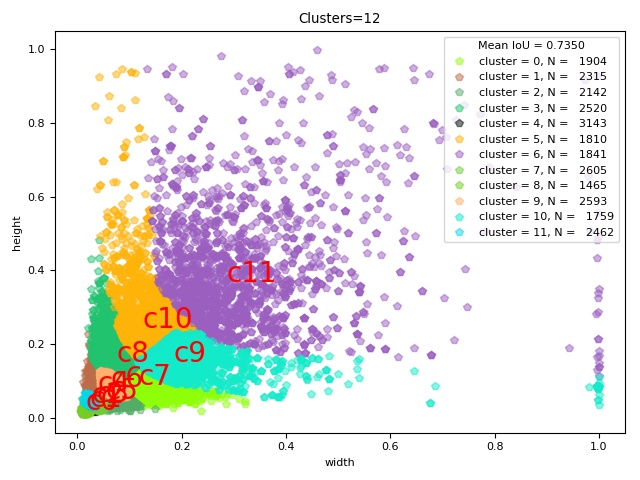 Clusters=12
Mean IoU = 0.7350
cluster = 0, N = 1904
cluster = 1, N = 2315
cluster = 2, N = 2142
cluster = 3, N = 2520
cluster = 4, N = 3143
cluster = 5, N = 1810
cluster = 6, N = 1841
cluster = 7, N = 2605
cluster = 8, N = 1465
cluster = 9, N = 2593
cluster = 10, N = 1759
cluster = 11, N = 2462
1.0
0.8
0.6
0.4
0.2
0.0
height
c11
c10
c8
c9
c7
0.0
0.2
0.4
0.6
0.8
1.0
width